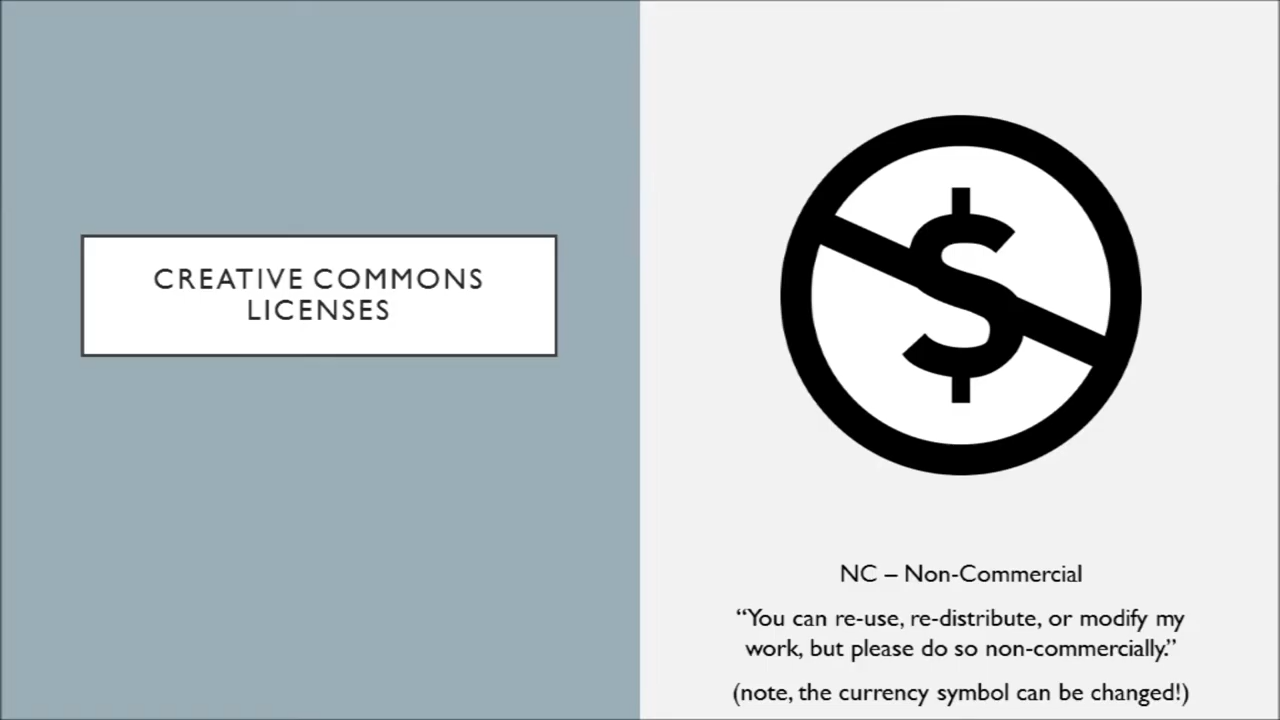 CREATIVE COMMONS
LICENSES
$
NC – Non-Commercial
“You can re-use, re-distribute, or modify my
work, but please do so non-commercially.”
(note, the currency symbol can be changed!)